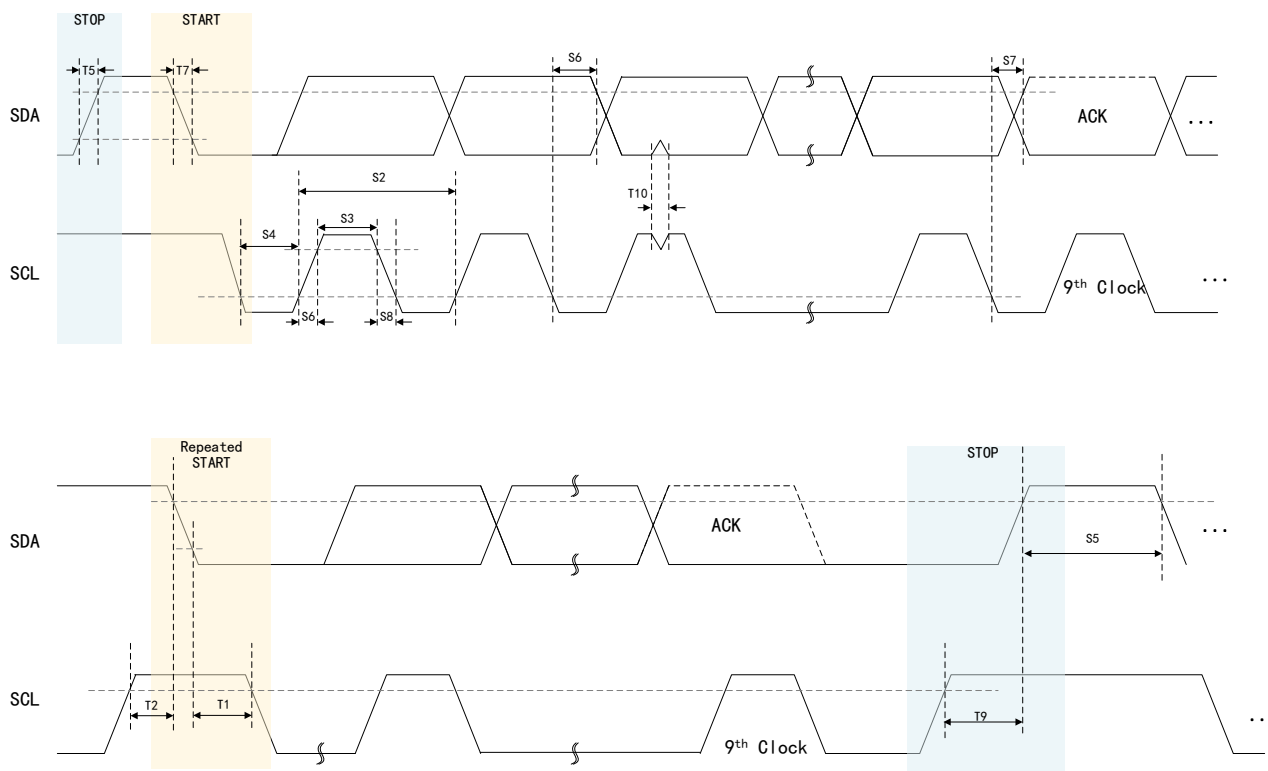 STOP START
T5 T7 S6 S7
SDA ACK ...
S2
T10
S3
S4
SCL 9th Clock ...
S6 S8
Repeated
START
STOP
SDA ACK S5 ...
SCL T2 T1 T9 ..
9th Clock